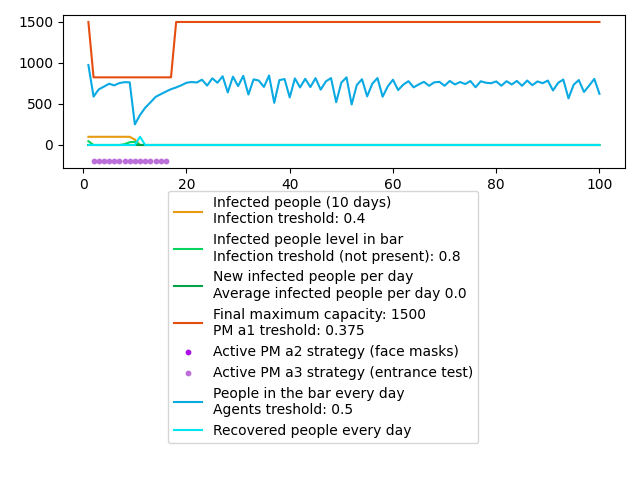 1500
1000
500
0
0 20 40 60 80 100
Infected people (10 days)
Infection treshold: 0.4
Infected people level in bar
Infection treshold (not present): 0.8
New infected people per day
Average infected people per day 0.0
Final maximum capacity: 1500
PM a1 treshold: 0.375
Active PM a2 strategy (face masks)
Active PM a3 strategy (entrance test)
People in the bar every day
Agents treshold: 0.5
Recovered people every day